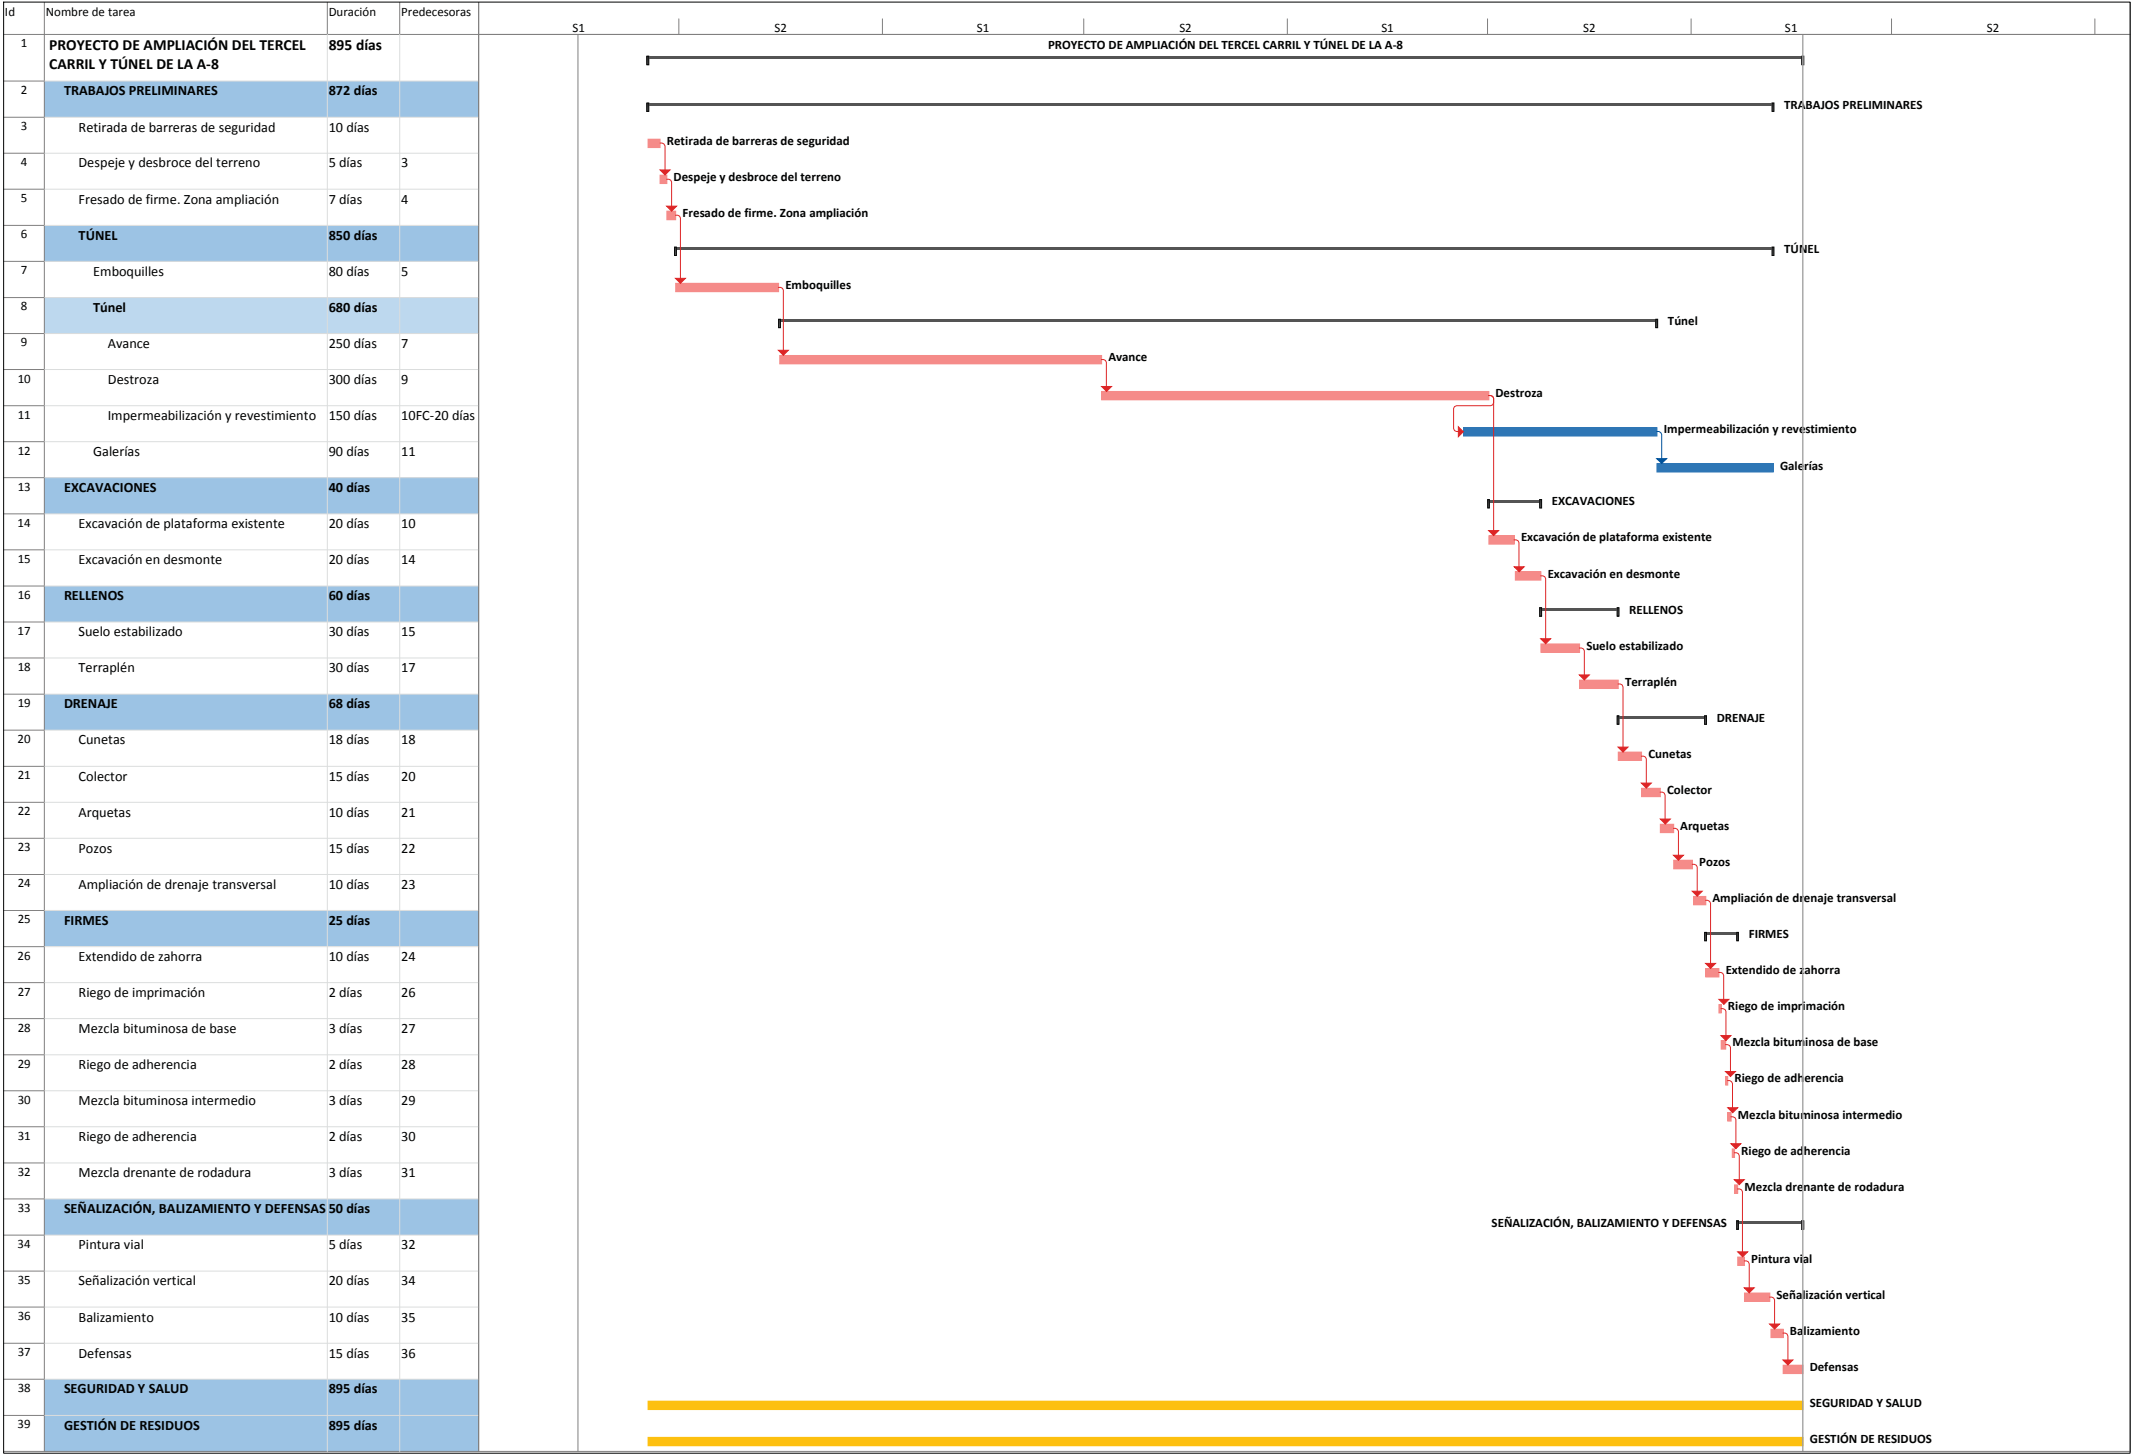 Id Nombre de tarea Duración Predecesoras
S1 S2 S1 S2 S1 S2 S1 S2
1 PROYECTO DE AMPLIACIÓN DEL TERCEL 895 días
CARRIL Y TÚNEL DE LA A-8
PROYECTO DE AMPLIACIÓN DEL TERCEL CARRIL Y TÚNEL DE LA A-8
2 TRABAJOS PRELIMINARES 872 días
TRABAJOS PRELIMINARES
3 Retirada de barreras de seguridad 10 días
Retirada de barreras de seguridad
4 Despeje y desbroce del terreno 5 días 3
Despeje y desbroce del terreno
5 Fresado de firme. Zona ampliación 7 días 4
Fresado de firme. Zona ampliación
6 TÚNEL 850 días
TÚNEL
7 Emboquilles 80 días 5
Emboquilles
8 Túnel 680 días
Túnel
9 Avance 250 días 7
Avance
10 Destroza 300 días 9
Destroza
11 Impermeabilización y revestimiento 150 días 10FC-20 días
Impermeabilización y revestimiento
12 Galerías 90 días 11
Galerías
13 EXCAVACIONES 40 días
EXCAVACIONES
14 Excavación de plataforma existente 20 días 10
Excavación de plataforma existente
15 Excavación en desmonte 20 días 14
Excavación en desmonte
16 RELLENOS 60 días
RELLENOS
17 Suelo estabilizado 30 días 15
Suelo estabilizado
18 Terraplén 30 días 17
Terraplén
19 DRENAJE 68 días
DRENAJE
20 Cunetas 18 días 18
Cunetas
21 Colector 15 días 20
Colector
22 Arquetas 10 días 21
Arquetas
23 Pozos 15 días 22
Pozos
24 Ampliación de drenaje transversal 10 días 23
Ampliación de drenaje transversal
25 FIRMES 25 días
FIRMES
26 Extendido de zahorra 10 días 24
Extendido de zahorra
27 Riego de imprimación 2 días 26
Riego de imprimación
28 Mezcla bituminosa de base 3 días 27
Mezcla bituminosa de base
29 Riego de adherencia 2 días 28
Riego de adherencia
30 Mezcla bituminosa intermedio 3 días 29
Mezcla bituminosa intermedio
31 Riego de adherencia 2 días 30
Riego de adherencia
32 Mezcla drenante de rodadura 3 días 31
Mezcla drenante de rodadura
33 SEÑALIZACIÓN, BALIZAMIENTO Y DEFENSAS 50 días
SEÑALIZACIÓN, BALIZAMIENTO Y DEFENSAS
34 Pintura vial 5 días 32
Pintura vial
35 Señalización vertical 20 días 34
Señalización vertical
36 Balizamiento 10 días 35
Balizamiento
37 Defensas 15 días 36
Defensas
38 SEGURIDAD Y SALUD 895 días
SEGURIDAD Y SALUD
39 GESTIÓN DE RESIDUOS 895 días
GESTIÓN DE RESIDUOS